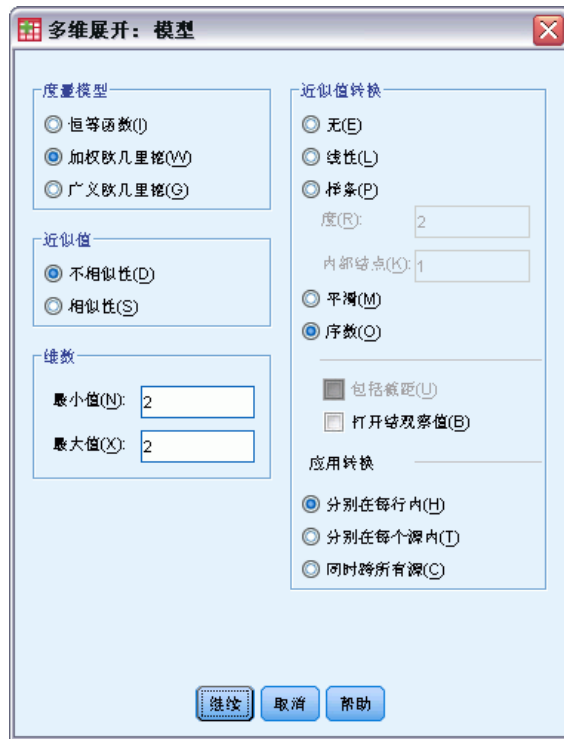 多维展开：模型
度量模型
恒等函数(I)
加权欧几里德(W)
广义欧几里德(G)
近似值
不相似性(D)
相似性(S)
维数
最小值(N): 2
最大值(X): 2
近似值转换
无(E)
线性(L)
样条(P)
度(R): 2
内部结点(K): 1
平滑(M)
序数(O)
包括截距(U)
打开结观察值(B)
应用转换
分别在每行内(H)
分别在每个源内(T)
同时跨所有源(C)
继续
取消
帮助